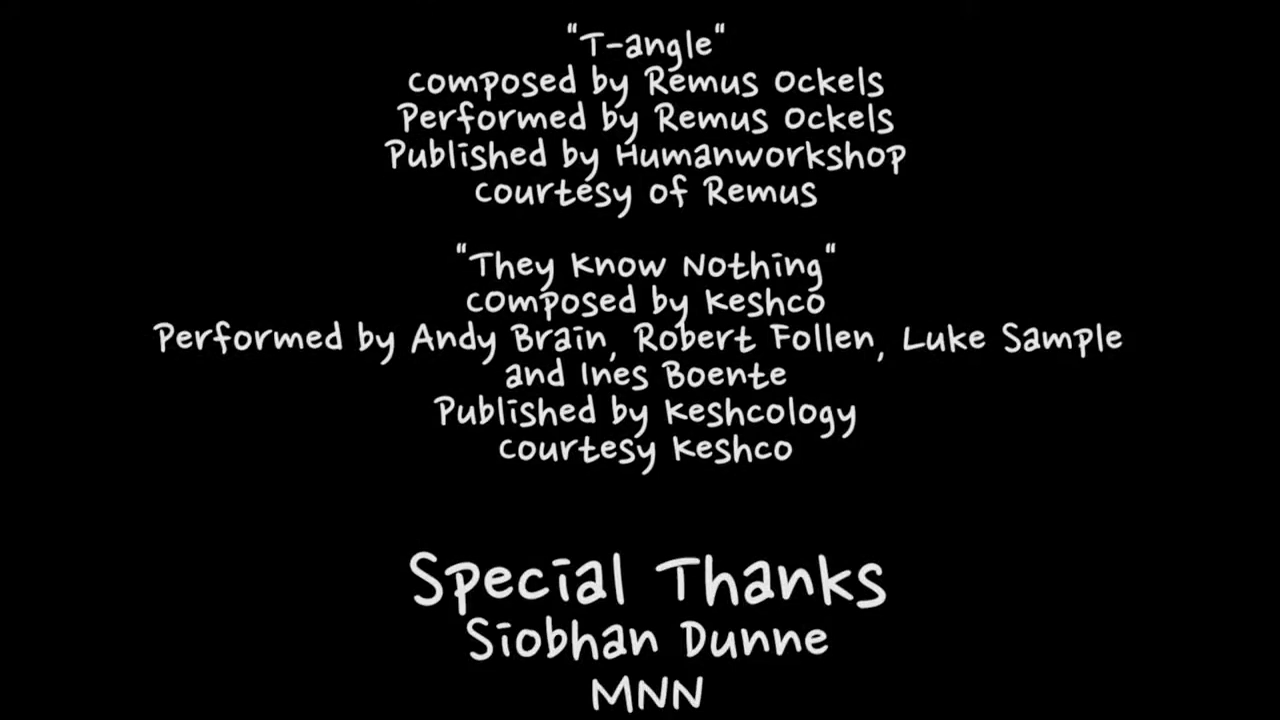 "T-angle"
composed by Remus Ockels
Performed by Remus Ockels
Published by Humanworkshop
courtesy of Remus
"They Know Nothing"
composed by Keshco
Performed by Andy Brain, Robert Follen, Luke Sample
and Ines Boente
Published by Keshcology
courtesy Keshco
Special Thanks
Siobhan Dunne
MNN